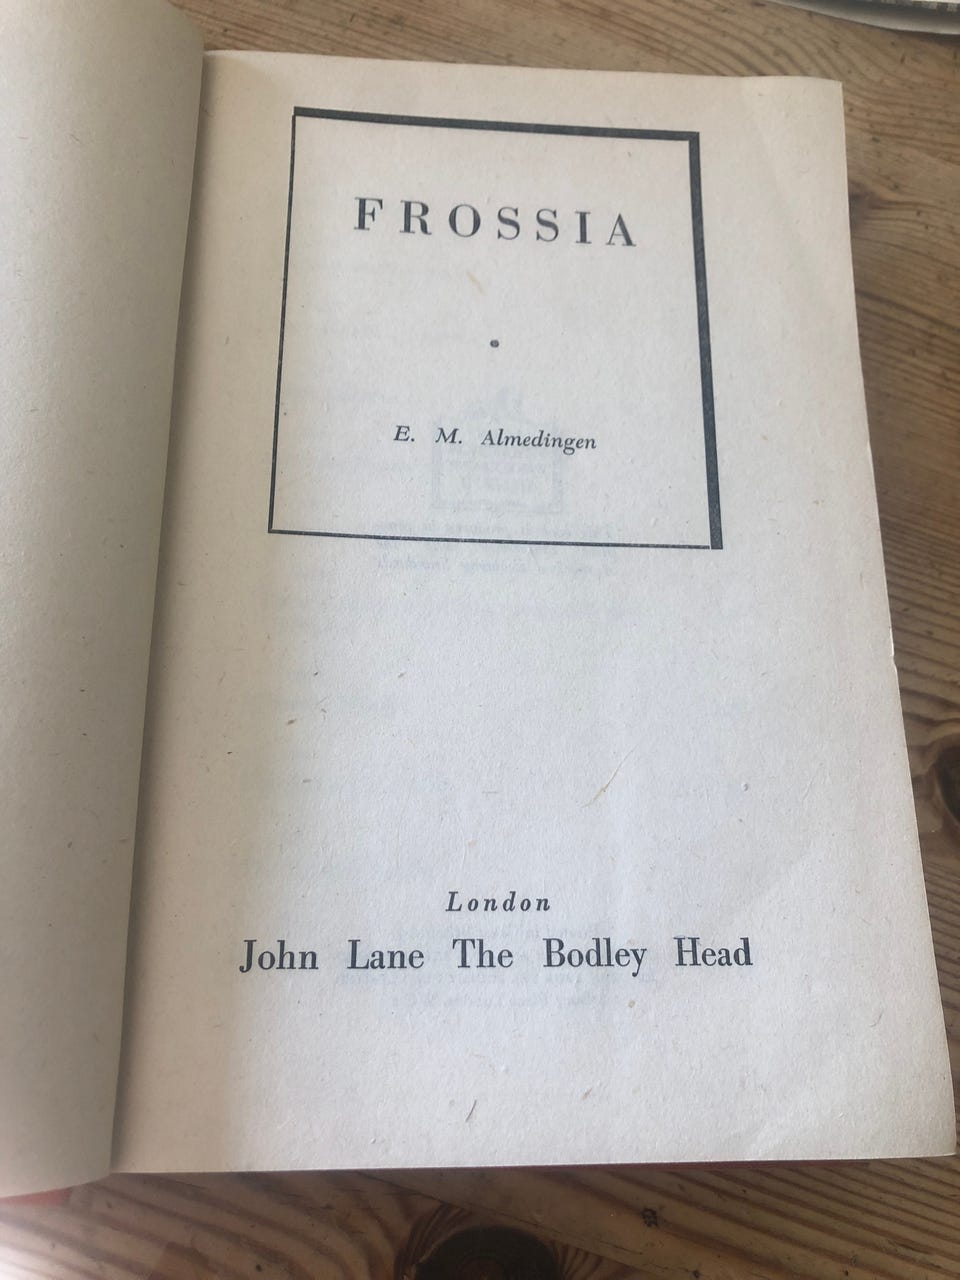 FROSSIA
E. M. Almedingen
London
John Lane The Bodley Head